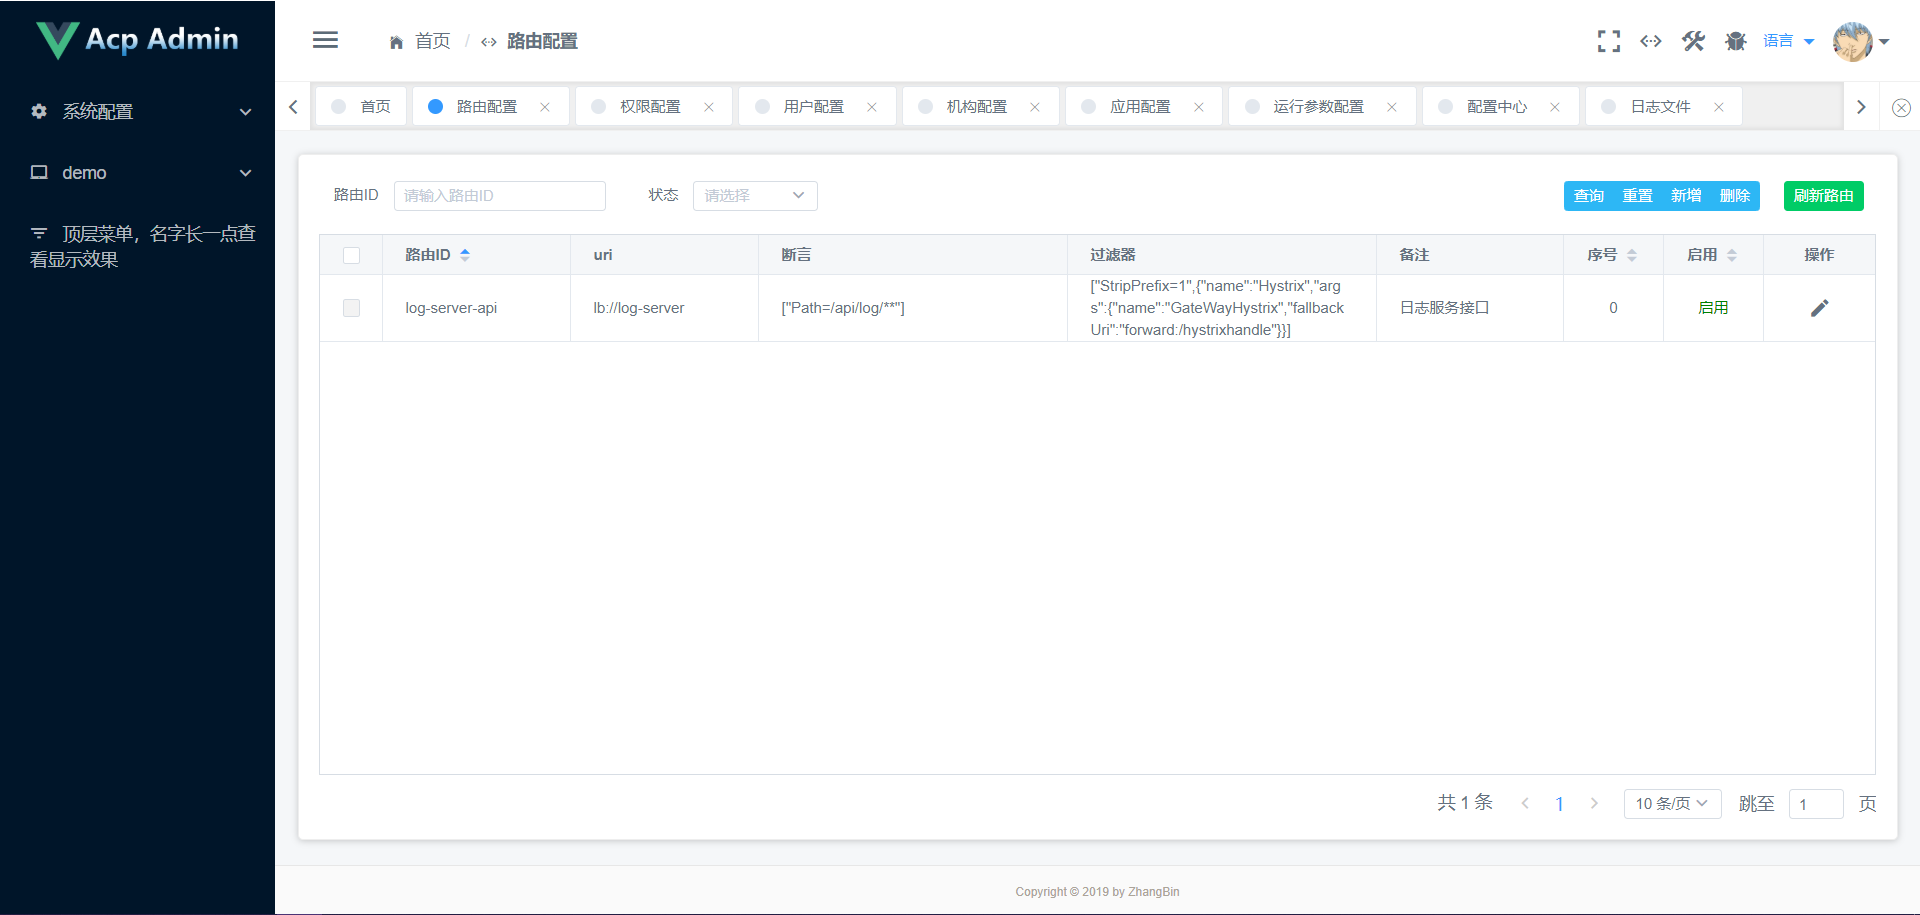 Acp Admin
系统配置
demo
顶层菜单，名字长一点查
看显示效果
首页 / 路由配置
语言
首页 路由配置 权限配置 用户配置 机构配置 应用配置 运行参数配置 配置中心 日志文件
路由ID 请输入路由ID 状态 请选择 查询 重置 新增 删除 刷新路由
路由ID uri 断言 过滤器 备注 序号 启用 操作
["StripPrefix=1",{"name":"Hystrix","arg
log-server-api lb://log-server ["Path=/api/log/**"] s":{"name":"GateWayHystrix","fallback 日志服务接口 0 启用
Uri":"forward:/hystrixhandle"}}]
共 1 条 1 10 条/页 跳至 1 页
Copyright © 2019 by ZhangBin